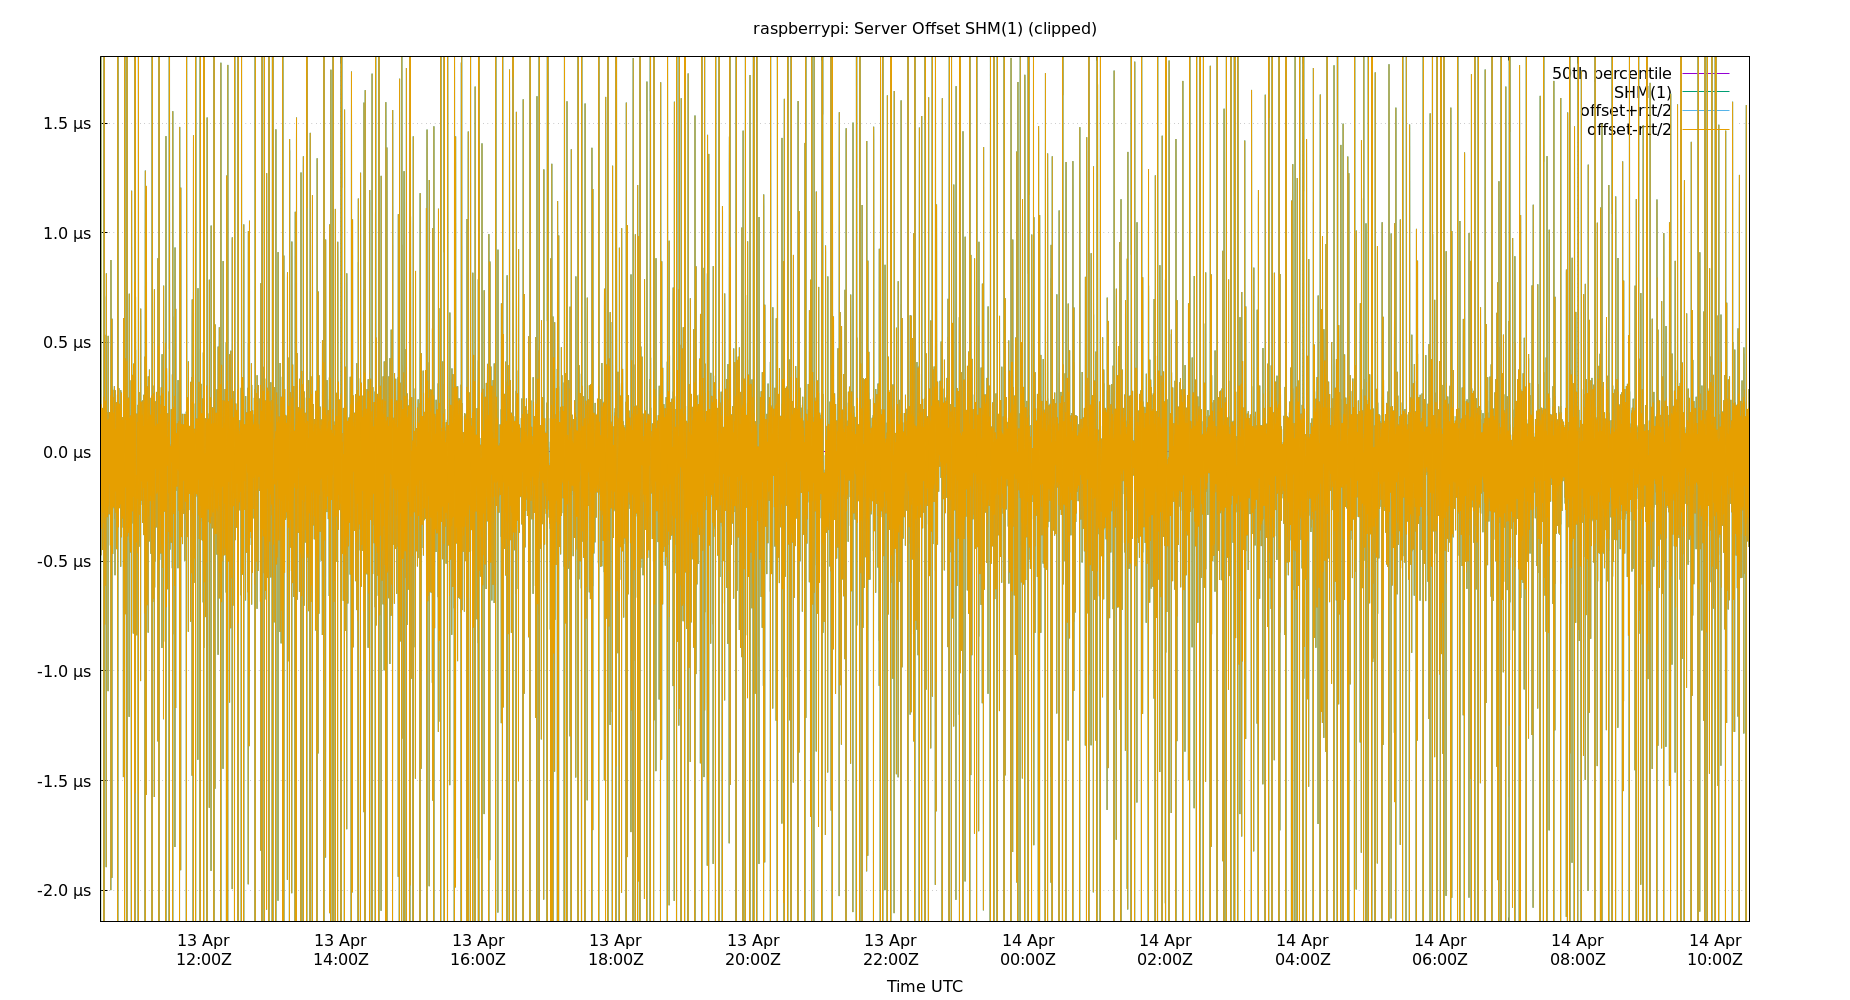 raspberrypi: Server Offset SHM(1) (clipped)
50th percentile
SHM(1)
offset+rtt/2
offset-rtt/2
1.5 µs
1.0 µs
0.5 µs
0.0 µs
-0.5 µs
-1.0 µs
-1.5 µs
-2.0 µs
13 Apr 13 Apr 13 Apr 13 Apr 13 Apr 13 Apr 14 Apr 14 Apr 14 Apr 14 Apr 14 Apr 14 Apr
12:00Z 14:00Z 16:00Z 18:00Z 20:00Z 22:00Z 00:00Z 02:00Z 04:00Z 06:00Z 08:00Z 10:00Z
Time UTC